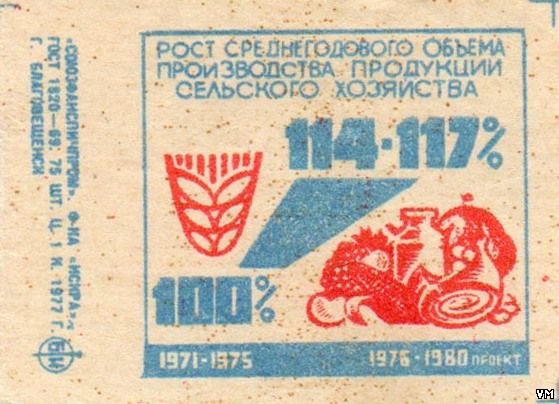 РОСТ СРЕДНЕГОДОВОГО ОБЪЕМА
ПРОИЗВОДСТВА ПРОДУКЦИИ
СЕЛЬСКОГО ХОЗЯЙСТВА
114-117%
100%
1971-1975 1976-1980 ПРОЕКТ
«СОЮЗФАНСПИЧПРОМ». Ф-КА «ИСКРА».
ГОСТ 1820-69. 75 ШТ. Ц. 1 К. 1977 Г.
Г. БЛАГОВЕЩЕНСК
VM